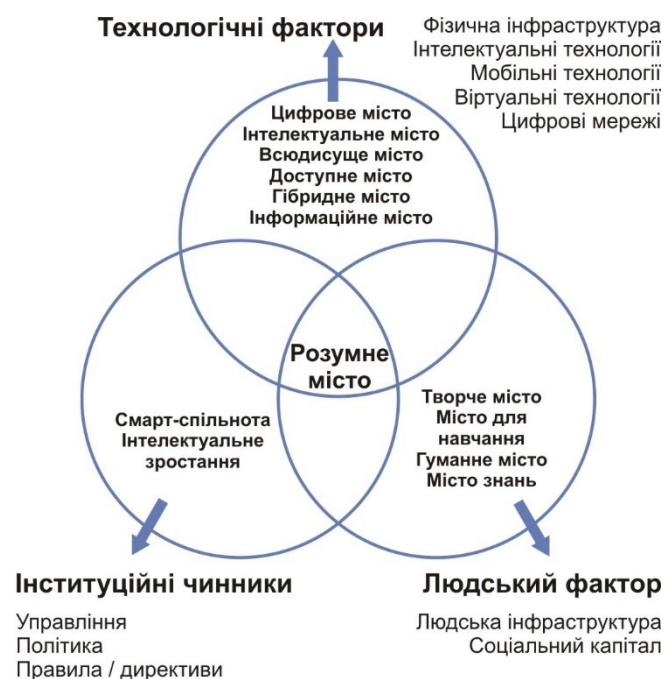 Технологічні фактори
Фізична інфраструктура
Інтелектуальні технології
Мобільні технології
Віртуальні технології
Цифрові мережі
Цифрове місто
Інтелектуальне місто
Всюдисуще місто
Доступне місто
Гібридне місто
Інформаційне місто
Розумне
місто
Смарт-спільнота
Інтелектуальне
зростання
Творче місто
Місто для
навчання
Гуманне місто
Місто знань
Інституційні чинники
Управління
Політика
Правила / директиви
Людський фактор
Людська інфраструктура
Соціальний капітал